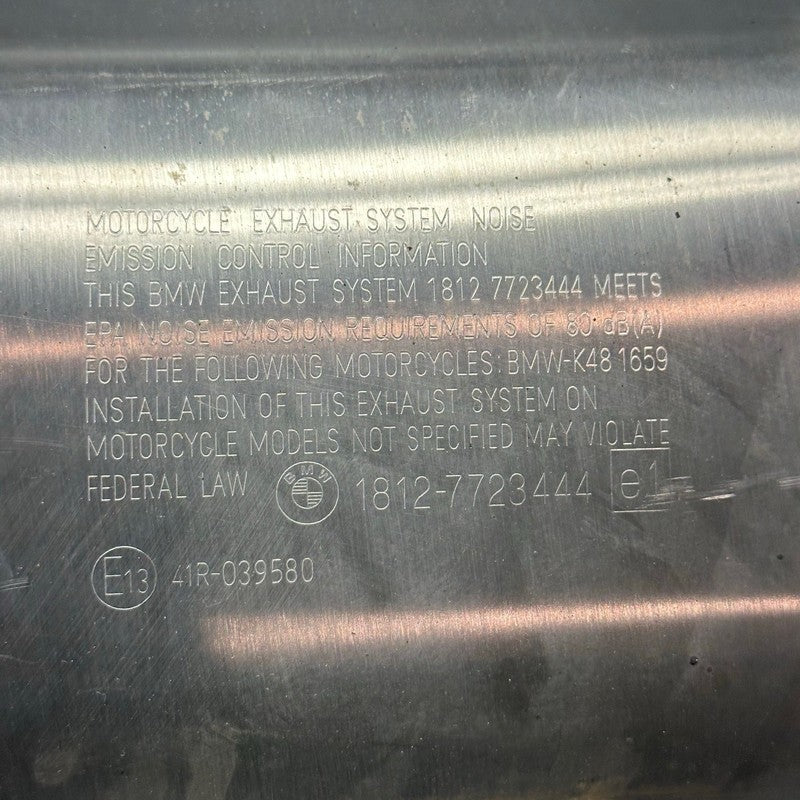 MOTORCYCLE EXHAUST SYSTEM NOISE
EMISSION CONTROL INFORMATION
THIS BMW EXHAUST SYSTEM 1812 7723444 MEETS
EPA NOISE EMISSION REQUIREMENTS OF 80 dB(A)
FOR THE FOLLOWING MOTORCYCLES: BMW-K48 1659
INSTALLATION OF THIS EXHAUST SYSTEM ON
MOTORCYCLE MODELS NOT SPECIFIED MAY VIOLATE
FEDERAL LAW BMW 1812-7723444 e1
E13 41R-039580